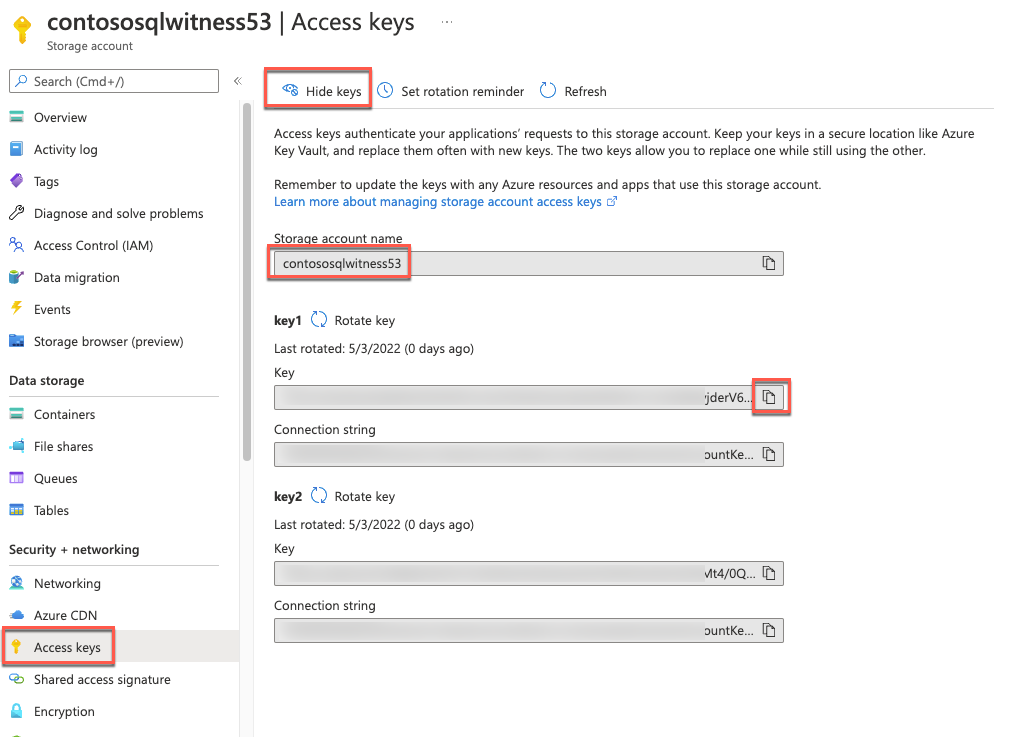 contososqlwitness53 | Access keys ...
Storage account
Search (Cmd+/)
«
Overview
Activity log
Tags
Diagnose and solve problems
Access Control (IAM)
Data migration
Events
Storage browser (preview)
Data storage
Containers
File shares
Queues
Tables
Security + networking
Networking
Azure CDN
Access keys
Shared access signature
Encryption
Hide keys
Set rotation reminder
Refresh
Access keys authenticate your applications' requests to this storage account. Keep your keys in a secure location like Azure
Key Vault, and replace them often with new keys. The two keys allow you to replace one while still using the other.
Remember to update the keys with any Azure resources and apps that use this storage account.
Learn more about managing storage account access keys
Storage account name
contososqlwitness53
key1
Rotate key
Last rotated: 5/3/2022 (0 days ago)
Key
jderV6...
Connection string
ountKe...
key2
Rotate key
Last rotated: 5/3/2022 (0 days ago)
Key
Mt4/0Q...
Connection string
ountKe...